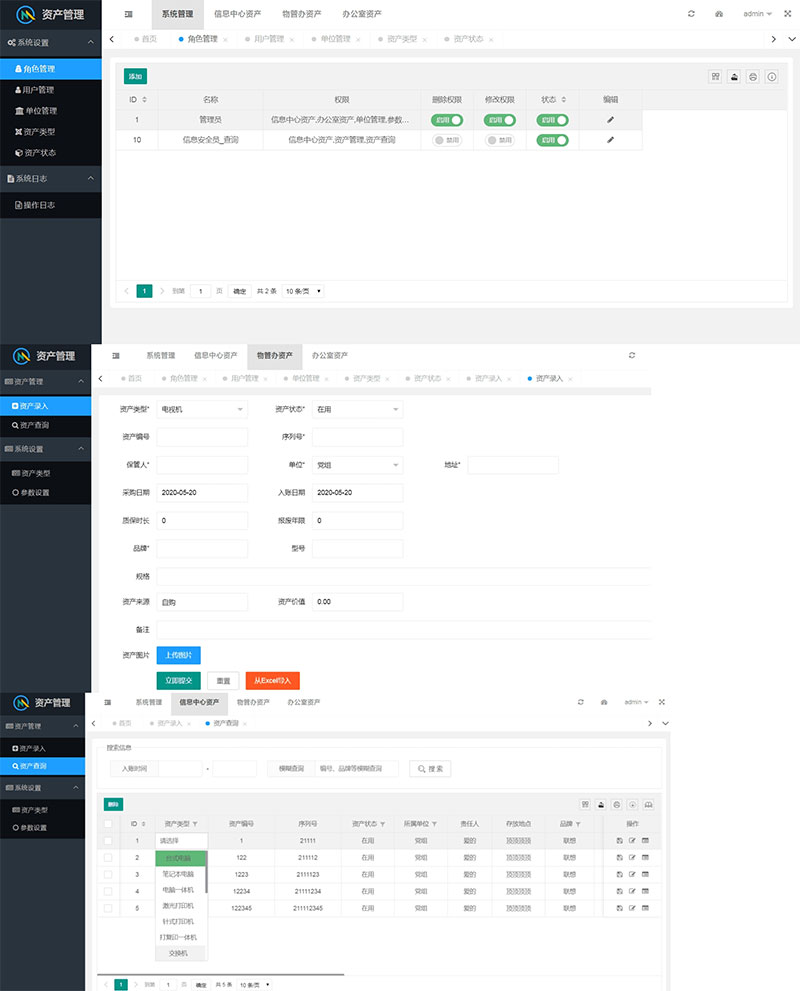 资产管理 系统管理 信息中心资产 物管办资产 办公室资产 admin
系统设置 首页 角色管理 用户管理 单位管理 资产类型 资产状态
角色管理
用户管理
单位管理
资产类型
资产状态
系统日志
操作日志
添加
ID 名称 权限 删除权限 修改权限 状态 编辑
1 管理员 信息中心资产,办公室资产,单位管理,参数... 启用 启用 启用
10 信息安全员_查询 信息中心资产,资产管理,资产查询 禁用 禁用 启用
1 到第 1 页 确定 共 2 条 10 条/页
资产管理 系统管理 信息中心资产 物管办资产 办公室资产
资产管理 首页 角色管理 用户管理 单位管理 资产类型 资产状态 资产录入 资产录入
资产录入
资产查询
系统设置
资产类型
参数设置
资产类型* 电视机 资产状态* 在用
资产编号 序列号*
保管人* 单位* 党组 地址*
采购日期 2020-05-20 入账日期 2020-05-20
质保时长 0 报废年限 0
品牌* 型号
规格
资产来源 自购 资产价值 0.00
备注
资产图片 上传图片
立即提交 重置 从Excel导入
资产管理 系统管理 信息中心资产 物管办资产 办公室资产 admin
资产管理 首页 资产录入 资产查询
资产录入
资产查询
系统设置
资产类型
参数设置
搜索信息
入账时间 - 模糊查询 编号、品牌等模糊查询 搜索
删除
ID 资产类型 资产编号 序列号 资产状态 所属单位 责任人 存放地点 品牌 操作
1 请选择 1 21111 在用 党组 爱的 顶顶顶顶 联想
2 台式电脑 122 211112 在用 党组 爱的 顶顶顶顶 联想
3 笔记本电脑 1223 2111123 在用 党组 爱的 顶顶顶顶 联想
4 电脑一体机 12234 21111234 在用 党组 爱的 顶顶顶顶 联想
5 激光打印机 122345 211112345 在用 党组 爱的 顶顶顶顶 联想
针式打印机
打复印一体机
交换机
1 到第 1 页 确定 共 5 条 10 条/页